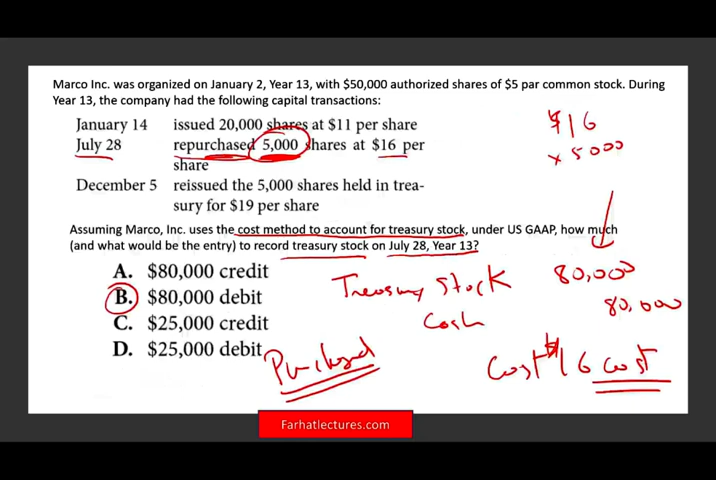 Marco Inc. was organized on January 2, Year 13, with $50,000 authorized shares of $5 par common stock. During
Year 13, the company had the following capital transactions:
January 14 issued 20,000 shares at $11 per share
July 28 repurchased 5,000 shares at $16 per
share
December 5 reissued the 5,000 shares held in trea-
sury for $19 per share
$16
x 5000
Assuming Marco, Inc. uses the cost method to account for treasury stock, under US GAAP, how much
(and what would be the entry) to record treasury stock on July 28, Year 13?
A. $80,000 credit
B. $80,000 debit
C. $25,000 credit
D. $25,000 debit
Treasury Stock 80,000
Cash 80,000
Purchased
Cost $16 cost
Farhatlectures.com